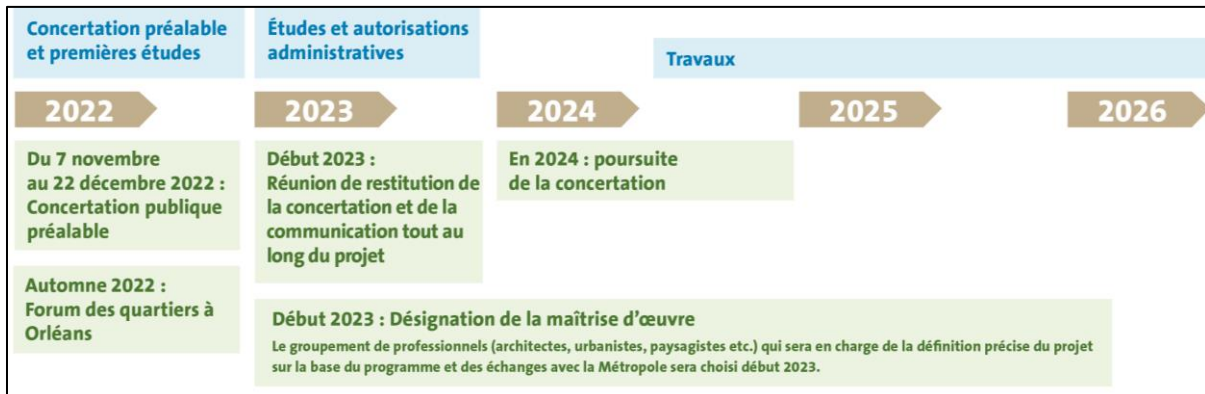 Concertation préalable
et premières études
Études et autorisations
administratives
Travaux
2022
2023
2024
2025
2026
Du 7 novembre
au 22 décembre 2022 :
Concertation publique
préalable
Automne 2022 :
Forum des quartiers à
Orléans
Début 2023 :
Réunion de restitution de
la concertation et de la
communication tout au
long du projet
En 2024 : poursuite
de la concertation
Début 2023 : Désignation de la maîtrise d'œuvre
Le groupement de professionnels (architectes, urbanistes, paysagistes etc.) qui sera en charge de la définition précise du projet
sur la base du programme et des échanges avec la Métropole sera choisi début 2023.